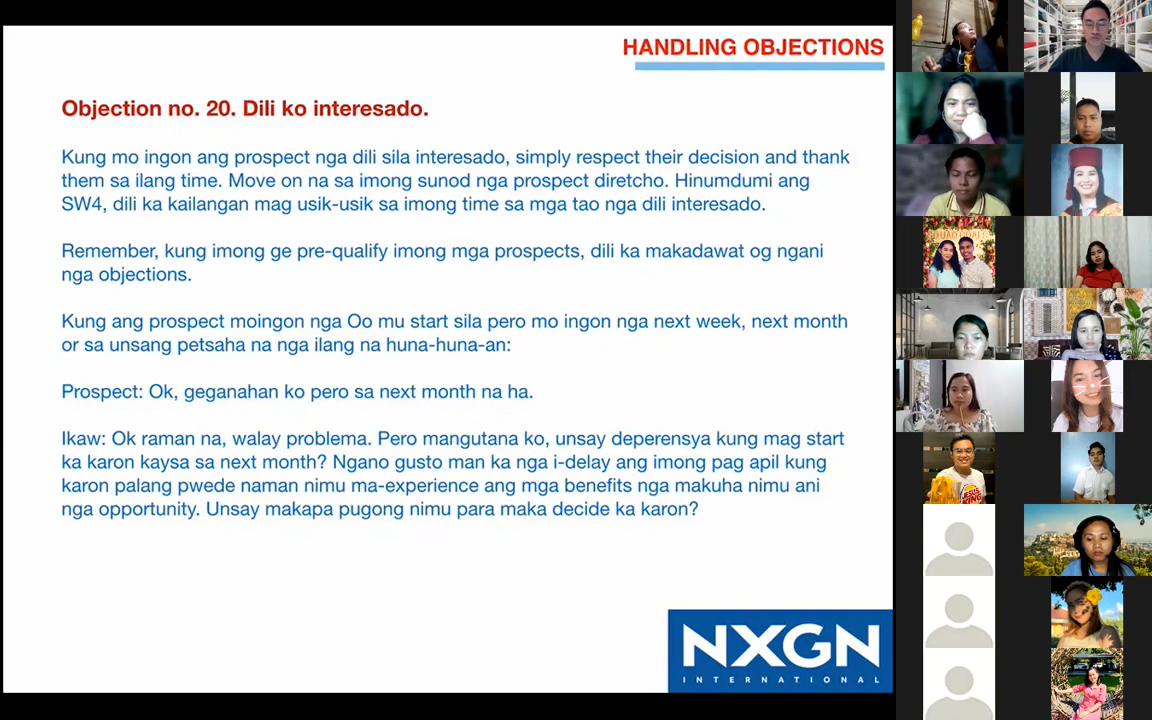 HANDLING OBJECTIONS
Objection no. 20. Dili ko interesado.
Kung mo ingon ang prospect nga dili sila interesado, simply respect their decision and thank
them sa ilang time. Move on na sa imong sunod nga prospect diretcho. Hinumdumi ang
SW4, dili ka kailangan mag usik-usik sa imong time sa mga tao nga dili interesado.
Remember, kung imong ge pre-qualify imong mga prospects, dili ka makadawat og ngani
nga objections.
Kung ang prospect moingon nga Oo mu start sila pero mo ingon nga next week, next month
or sa unsang petsaha na nga ilang na huna-huna-an:
Prospect: Ok, geganahan ko pero sa next month na ha.
Ikaw: Ok raman na, walay problema. Pero mangutana ko, unsay deperensya kung mag start
ka karon kaysa sa next month? Ngano gusto man ka nga i-delay ang imong pag apil kung
karon palang pwede naman nimu ma-experience ang mga benefits nga makuha nimu ani
nga opportunity. Unsay makapa pugong nimu para maka decide ka karon?
NXGN
INTERNATIONAL
JESUS
KING